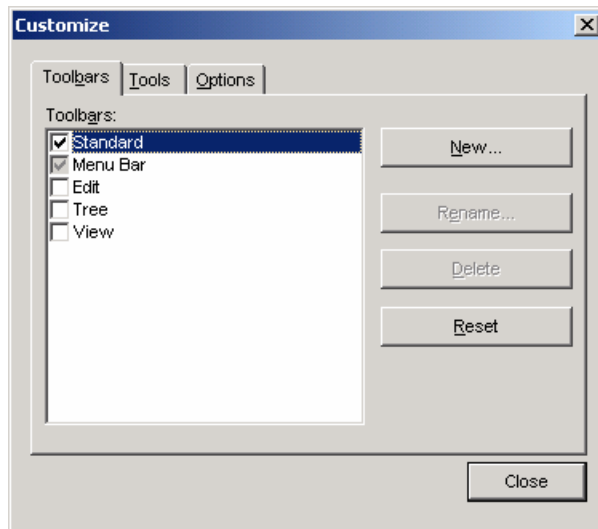 Customize
Toolbars Tools Options
Toolbars:
Standard
Menu Bar
Edit
Tree
View
New...
Rename...
Delete
Reset
Close